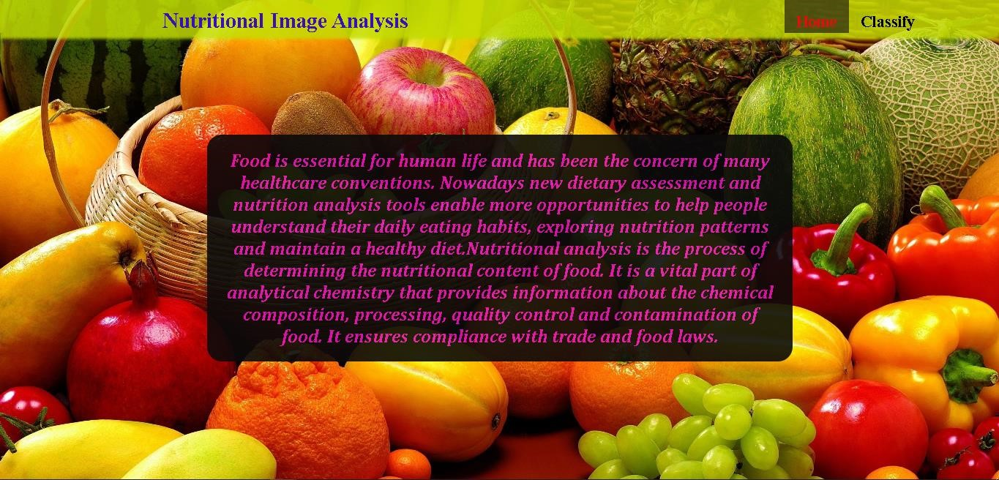 Nutritional Image Analysis
Home
Classify
Food is essential for human life and has been the concern of many
healthcare conventions. Nowadays new dietary assessment and
nutrition analysis tools enable more opportunities to help people
understand their daily eating habits, exploring nutrition patterns
and maintain a healthy diet.Nutritional analysis is the process of
determining the nutritional content of food. It is a vital part of
analytical chemistry that provides information about the chemical
composition, processing, quality control and contamination of
food. It ensures compliance with trade and food laws.